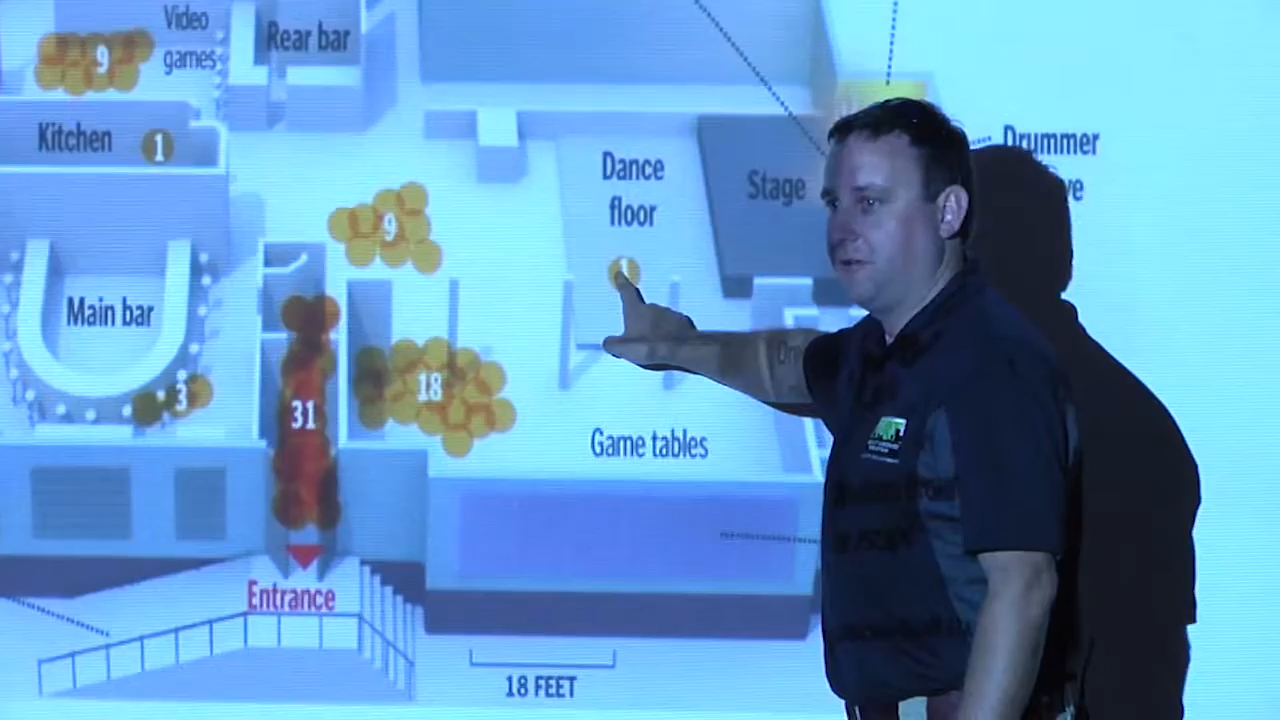 Video
games
Rear bar
9
Kitchen
1
Dance
floor
Stage
Drummer
9
1
Main bar
3
31
18
Game tables
Entrance
18 FEET